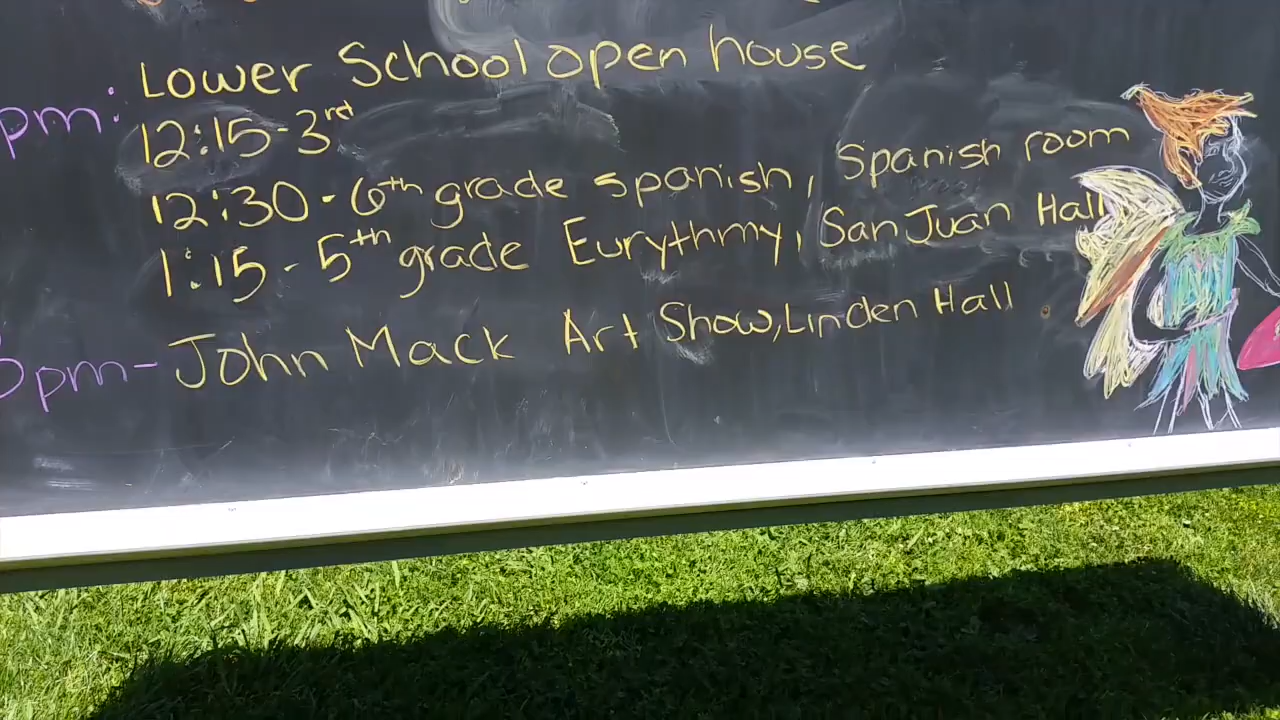 Lower School open house
pm:
12:15-3rd
12:30-6th grade spanish, Spanish room
1:15-5th grade Eurythmy, San Juan Hall
pm-John Mack Art Show, Linden Hall